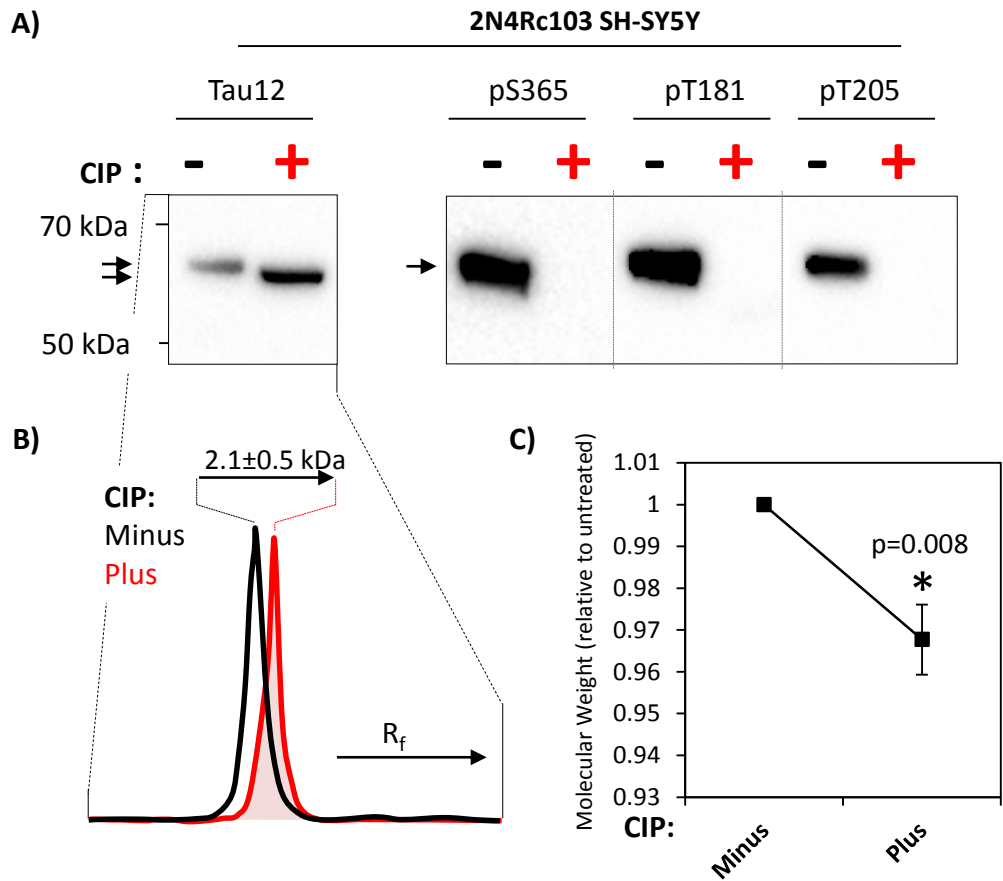 A)
2N4Rc103 SH-SY5Y
Tau12 pS365 pT181 pT205
CIP : - + - + - + - +
70 kDa
50 kDa
B)
2.1±0.5 kDa
CIP:
Minus
Plus
Rf
C)
Molecular Weight (relative to untreated)
1.01
1
0.99
0.98
0.97
0.96
0.95
0.94
0.93
p=0.008
*
CIP:
Minus
Plus